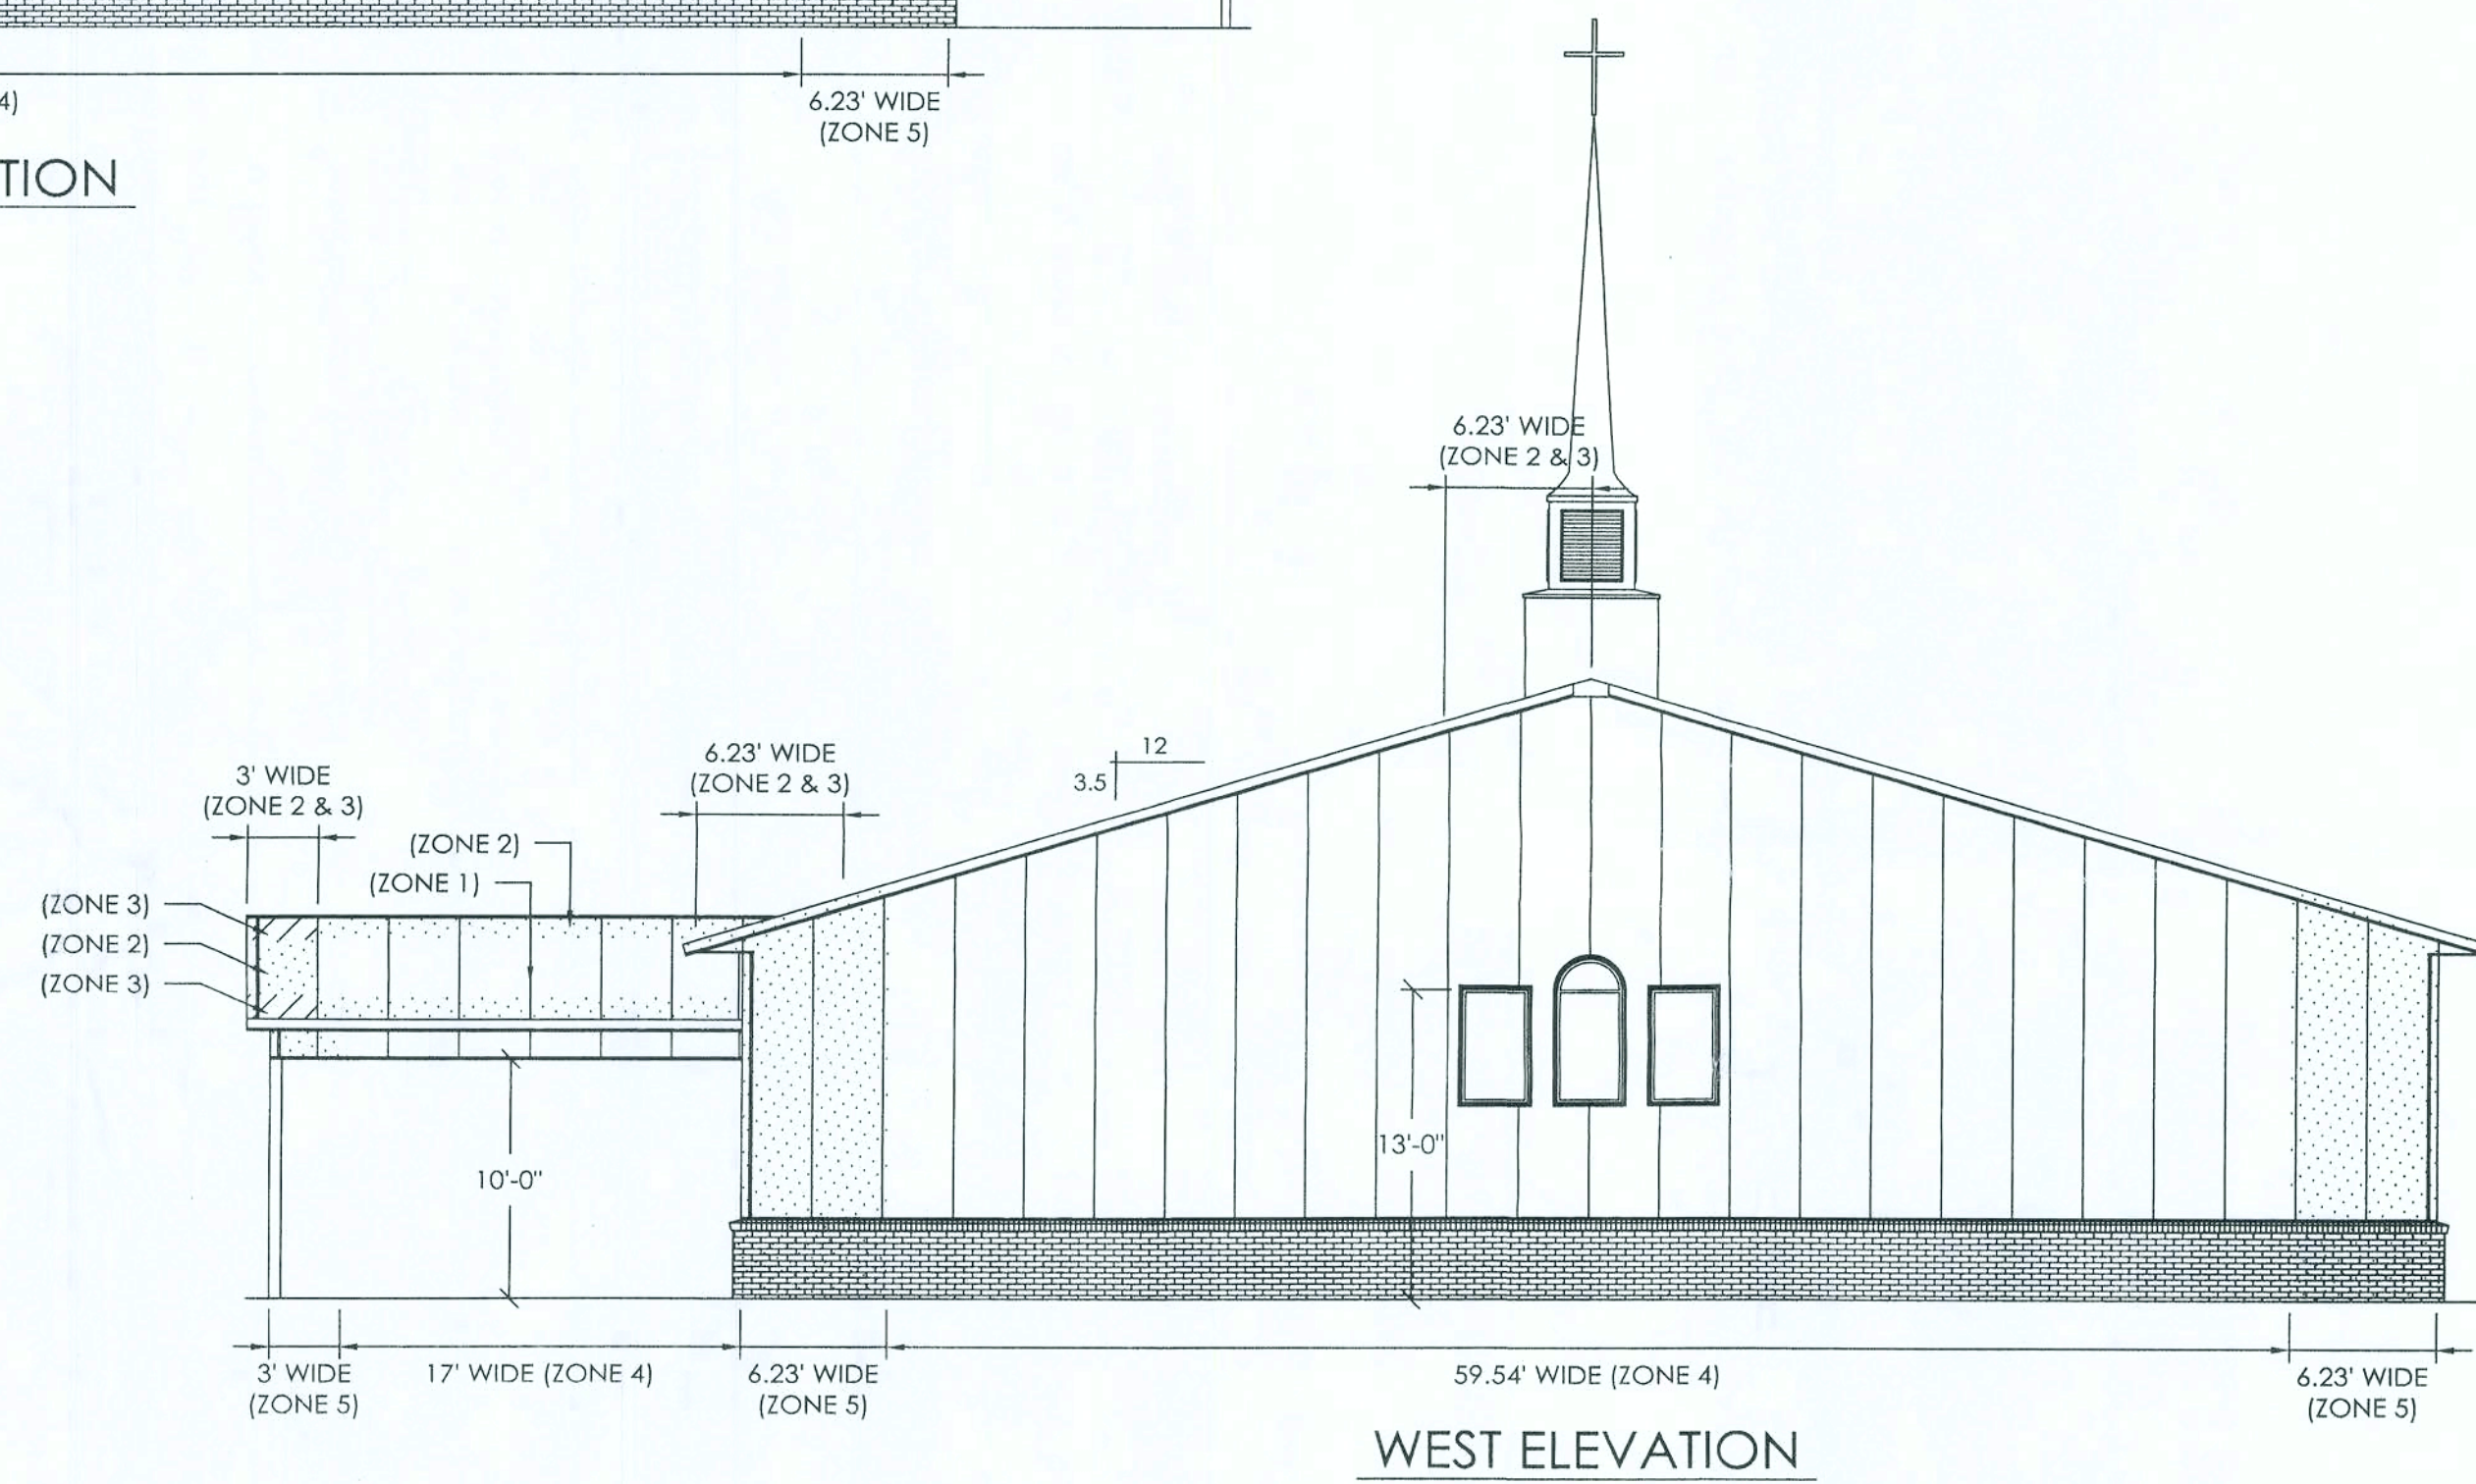 4)
6.23' WIDE
(ZONE 5)
TION
6.23' WIDE
(ZONE 2 & 3)
12
3.5
6.23' WIDE
(ZONE 2 & 3)
3' WIDE
(ZONE 2 & 3)
(ZONE 2)
(ZONE 1)
(ZONE 3)
(ZONE 2)
(ZONE 3)
13'-0"
10'-0"
3' WIDE
(ZONE 5)
17' WIDE (ZONE 4)
6.23' WIDE
(ZONE 5)
59.54' WIDE (ZONE 4)
6.23' WIDE
(ZONE 5)
WEST ELEVATION